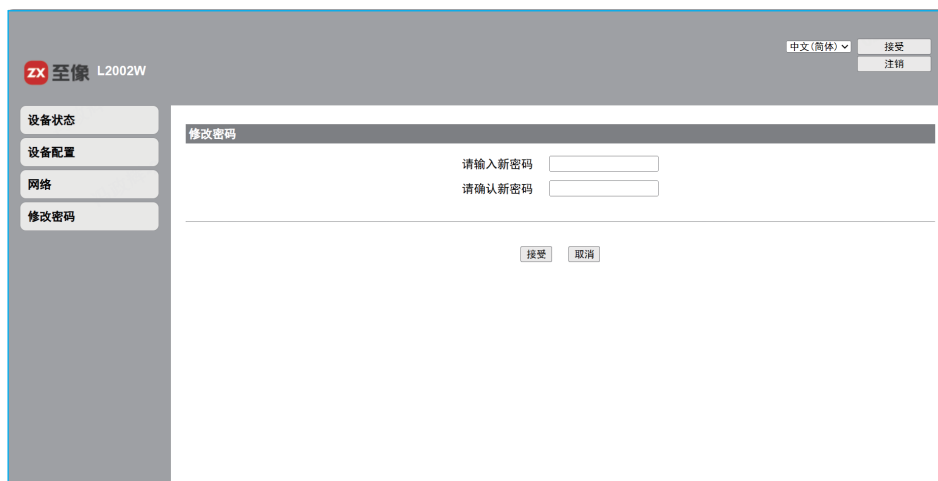 中文(简体)
接受
注销
ZX 至像 L2002W
设备状态
设备配置
网络
修改密码
修改密码
请输入新密码
请确认新密码
接受 取消